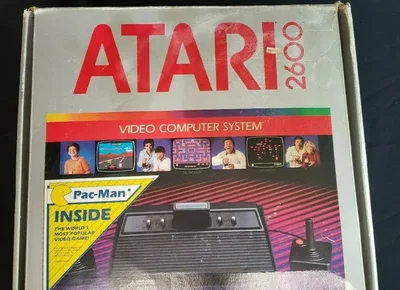 ATARI 2600
VIDEO COMPUTER SYSTEM
Pac-Man*
INSIDE
THE WORLD'S
MOST POPULAR
VIDEO GAME!